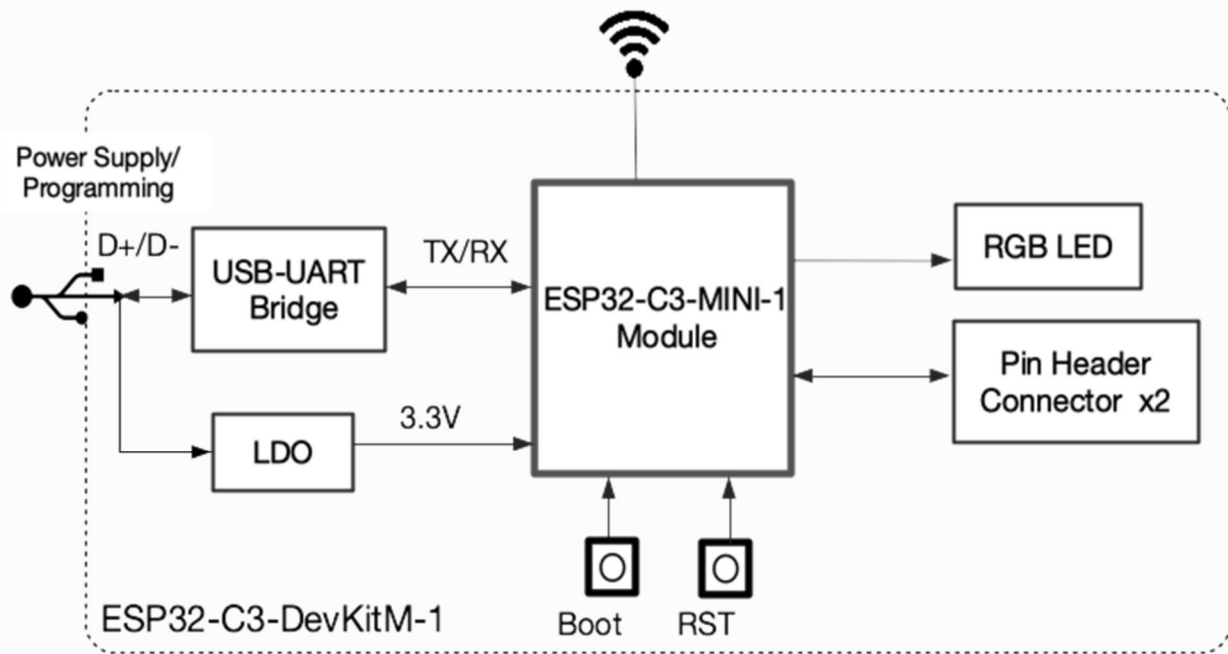 Power Supply/
Programming
D+/D-
USB-UART
Bridge
TX/RX
ESP32-C3-MINI-1
Module
RGB LED
Pin Header
Connector x2
LDO
3.3V
Boot
RST
ESP32-C3-DevKitM-1